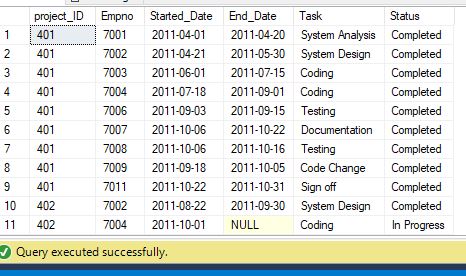 project_ID Empno Started_Date End_Date Task Status
1 401 7001 2011-04-01 2011-04-20 System Analysis Completed
2 401 7002 2011-04-21 2011-05-30 System Design Completed
3 401 7003 2011-06-01 2011-07-15 Coding Completed
4 401 7004 2011-07-18 2011-09-01 Coding Completed
5 401 7006 2011-09-03 2011-09-15 Testing Completed
6 401 7007 2011-10-06 2011-10-22 Documentation Completed
7 401 7008 2011-10-06 2011-10-16 Testing Completed
8 401 7009 2011-09-18 2011-10-05 Code Change Completed
9 401 7011 2011-10-22 2011-10-31 Sign off Completed
10 402 7002 2011-08-22 2011-09-30 System Design Completed
11 402 7004 2011-10-01 NULL Coding In Progress
Query executed successfully.